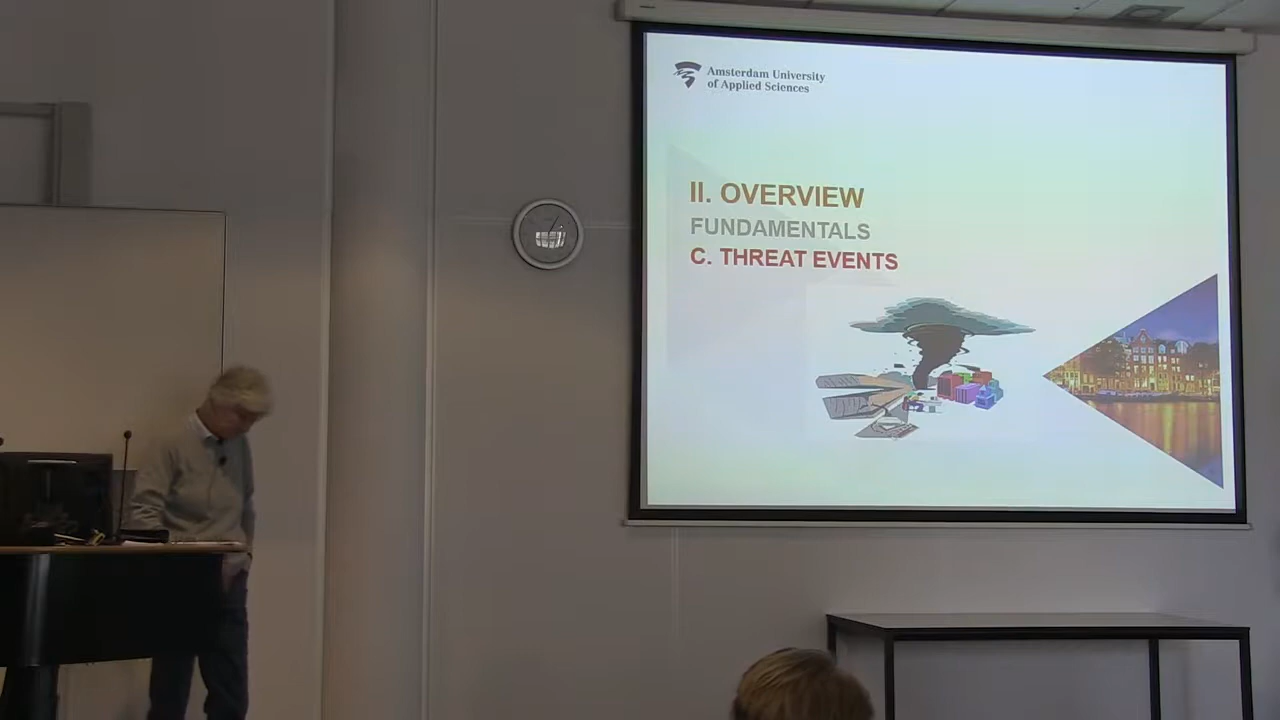 Amsterdam University
of Applied Sciences
II. OVERVIEW
FUNDAMENTALS
C. THREAT EVENTS